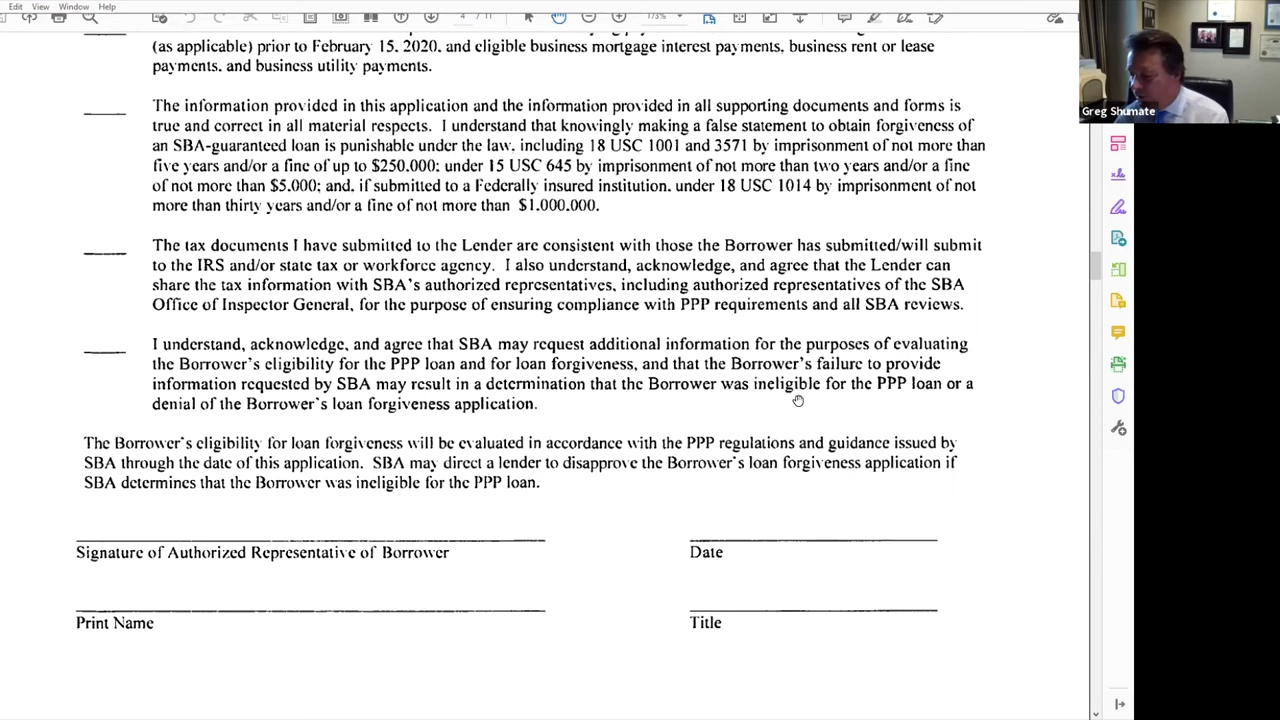 Edit View Window Help
4 / 11
173%
(as applicable) prior to February 15, 2020, and eligible business mortgage interest payments, business rent or lease
payments, and business utility payments.
The information provided in this application and the information provided in all supporting documents and forms is
true and correct in all material respects. I understand that knowingly making a false statement to obtain forgiveness of
an SBA-guaranteed loan is punishable under the law, including 18 USC 1001 and 3571 by imprisonment of not more than
five years and/or a fine of up to $250,000; under 15 USC 645 by imprisonment of not more than two years and/or a fine
of not more than $5,000; and, if submitted to a Federally insured institution, under 18 USC 1014 by imprisonment of not
more than thirty years and/or a fine of not more than $1,000,000.
The tax documents I have submitted to the Lender are consistent with those the Borrower has submitted/will submit
to the IRS and/or state tax or workforce agency. I also understand, acknowledge, and agree that the Lender can
share the tax information with SBA's authorized representatives, including authorized representatives of the SBA
Office of Inspector General, for the purpose of ensuring compliance with PPP requirements and all SBA reviews.
I understand, acknowledge, and agree that SBA may request additional information for the purposes of evaluating
the Borrower's eligibility for the PPP loan and for loan forgiveness, and that the Borrower's failure to provide
information requested by SBA may result in a determination that the Borrower was ineligible for the PPP loan or a
denial of the Borrower's loan forgiveness application.
The Borrower's eligibility for loan forgiveness will be evaluated in accordance with the PPP regulations and guidance issued by
SBA through the date of this application. SBA may direct a lender to disapprove the Borrower's loan forgiveness application if
SBA determines that the Borrower was ineligible for the PPP loan.
Signature of Authorized Representative of Borrower
Date
Print Name
Title
Greg Shumate